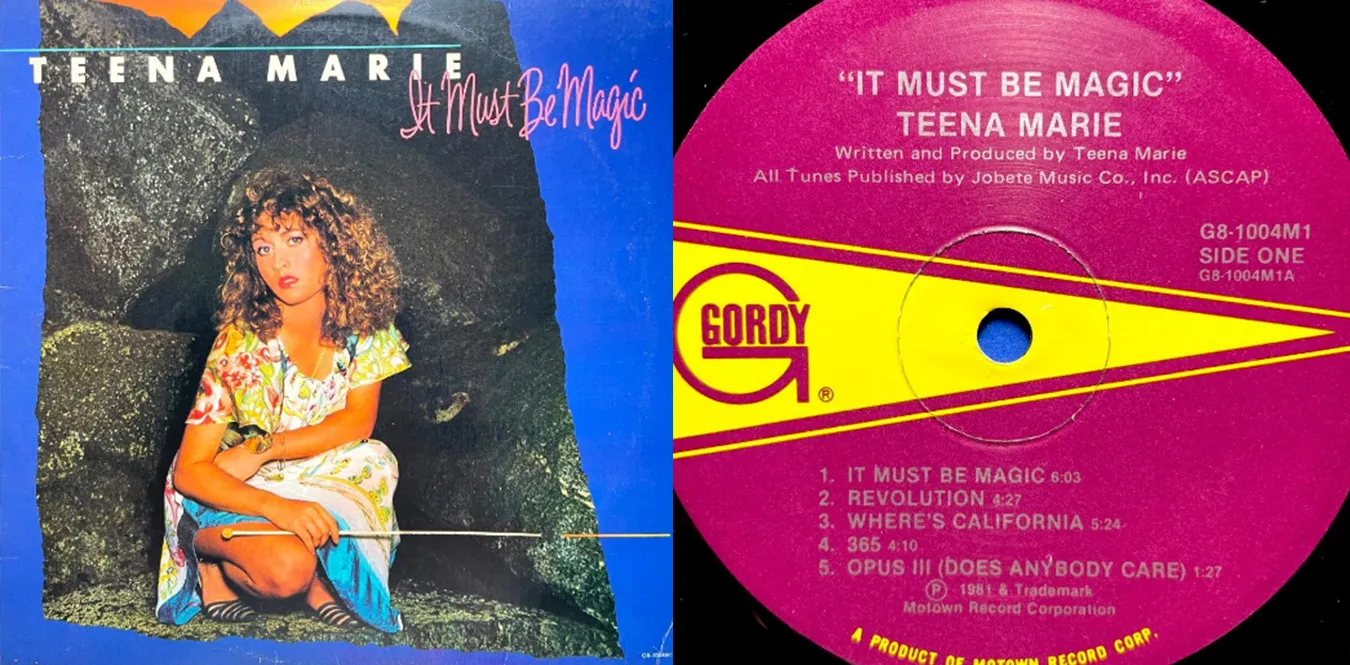 TEENA MARIE
It Must Be Magic
"IT MUST BE MAGIC"
TEENA MARIE
Written and Produced by Teena Marie
All Tunes Published by Jobete Music Co., Inc. (ASCAP)
G8-1004M1
SIDE ONE
G8-1004M1A
GORDY
®
1. IT MUST BE MAGIC 6:03
2. REVOLUTION 4:27
3. WHERE'S CALIFORNIA 5:24
4. 365 4:10
5. OPUS III (DOES ANYBODY CARE) 1:27
℗ 1981 & Trademark
Motown Record Corporation
A PRODUCT OF MOTOWN RECORD CORP.